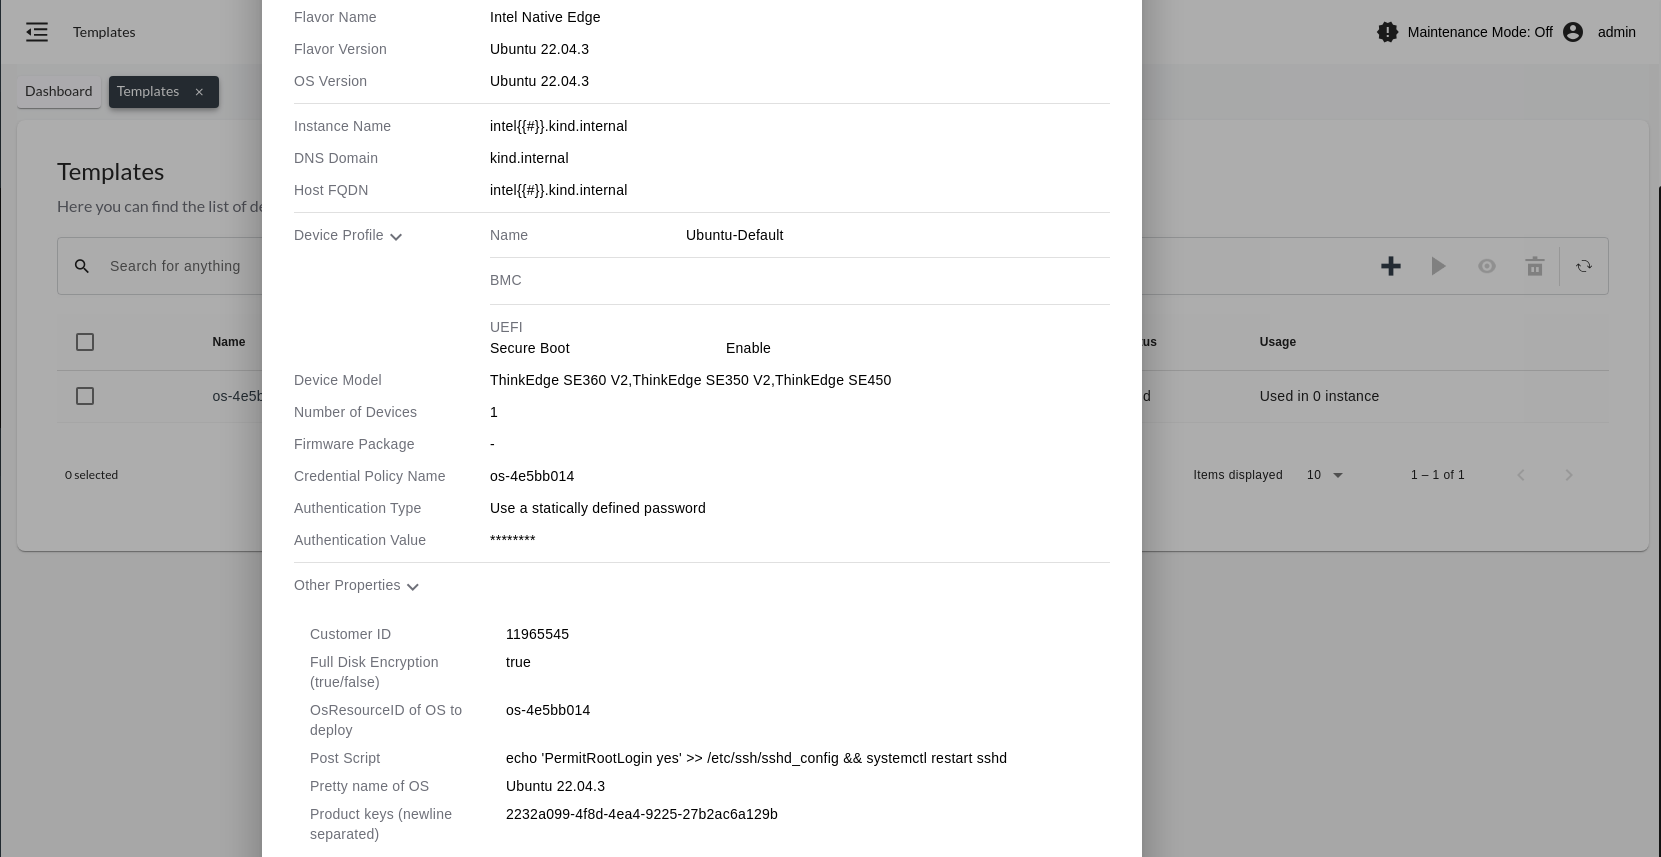 Templates
Maintenance Mode: Off
admin
Dashboard
Templates ×
Templates
Here you can find the list of de
Search for anything
Name
tus
Usage
os-4e5b
d
Used in 0 instance
0 selected
Items displayed
10
1 – 1 of 1
Flavor Name Intel Native Edge
Flavor Version Ubuntu 22.04.3
OS Version Ubuntu 22.04.3
Instance Name intel{{#}}.kind.internal
DNS Domain kind.internal
Host FQDN intel{{#}}.kind.internal
Device Profile Name Ubuntu-Default
BMC
UEFI
Secure Boot Enable
Device Model ThinkEdge SE360 V2,ThinkEdge SE350 V2,ThinkEdge SE450
Number of Devices 1
Firmware Package -
Credential Policy Name os-4e5bb014
Authentication Type Use a statically defined password
Authentication Value ********
Other Properties
Customer ID 11965545
Full Disk Encryption true
(true/false)
OsResourceID of OS to os-4e5bb014
deploy
Post Script echo 'PermitRootLogin yes' >> /etc/ssh/sshd_config && systemctl restart sshd
Pretty name of OS Ubuntu 22.04.3
Product keys (newline 2232a099-4f8d-4ea4-9225-27b2ac6a129b
separated)